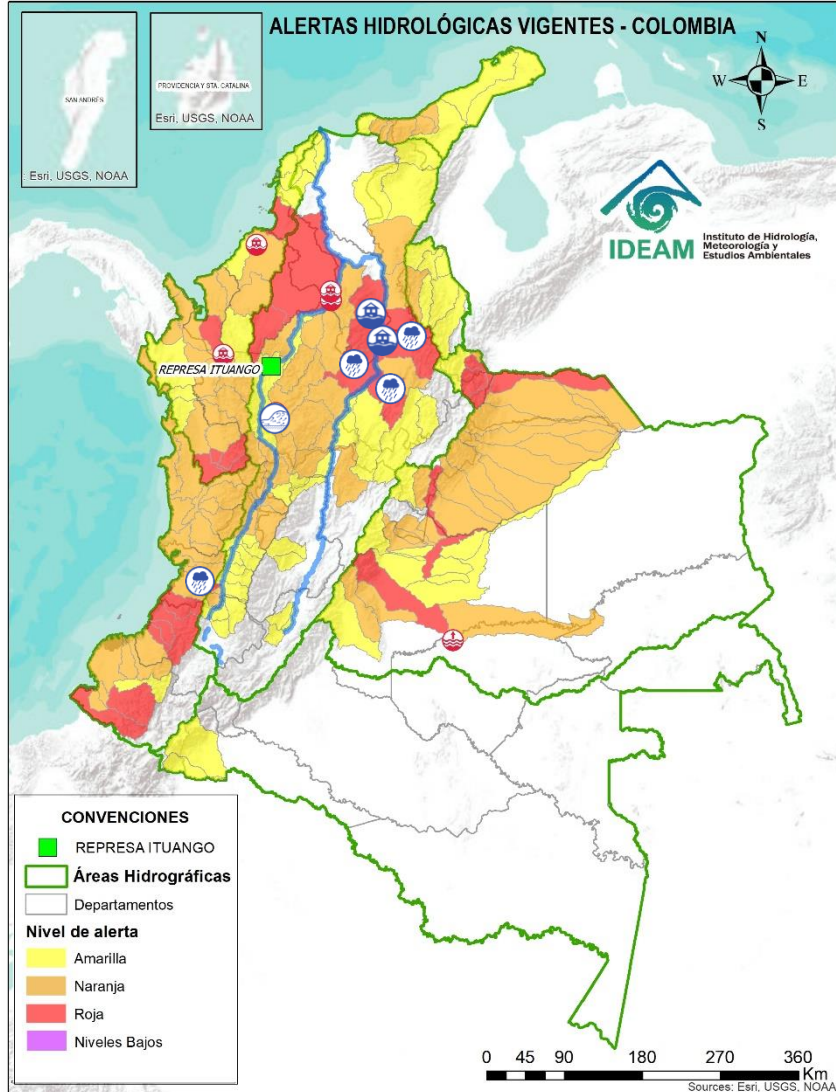 ALERTAS HIDROLÓGICAS VIGENTES - COLOMBIA
SAN ANDRÉS
Esri, USGS, NOAA
PROVIDENCIA Y STA. CATALINA
Esri, USGS, NOAA
N
W
E
S
IDEAM
Instituto de Hidrología,
Meteorología y
Estudios Ambientales
REPRESA ITUANGO
CONVENCIONES
REPRESA ITUANGO
Áreas Hidrográficas
Departamentos
Nivel de alerta
Amarilla
Naranja
Roja
Niveles Bajos
0 45 90 180 270 360
Km
Sources: Esri, USGS, NOAA